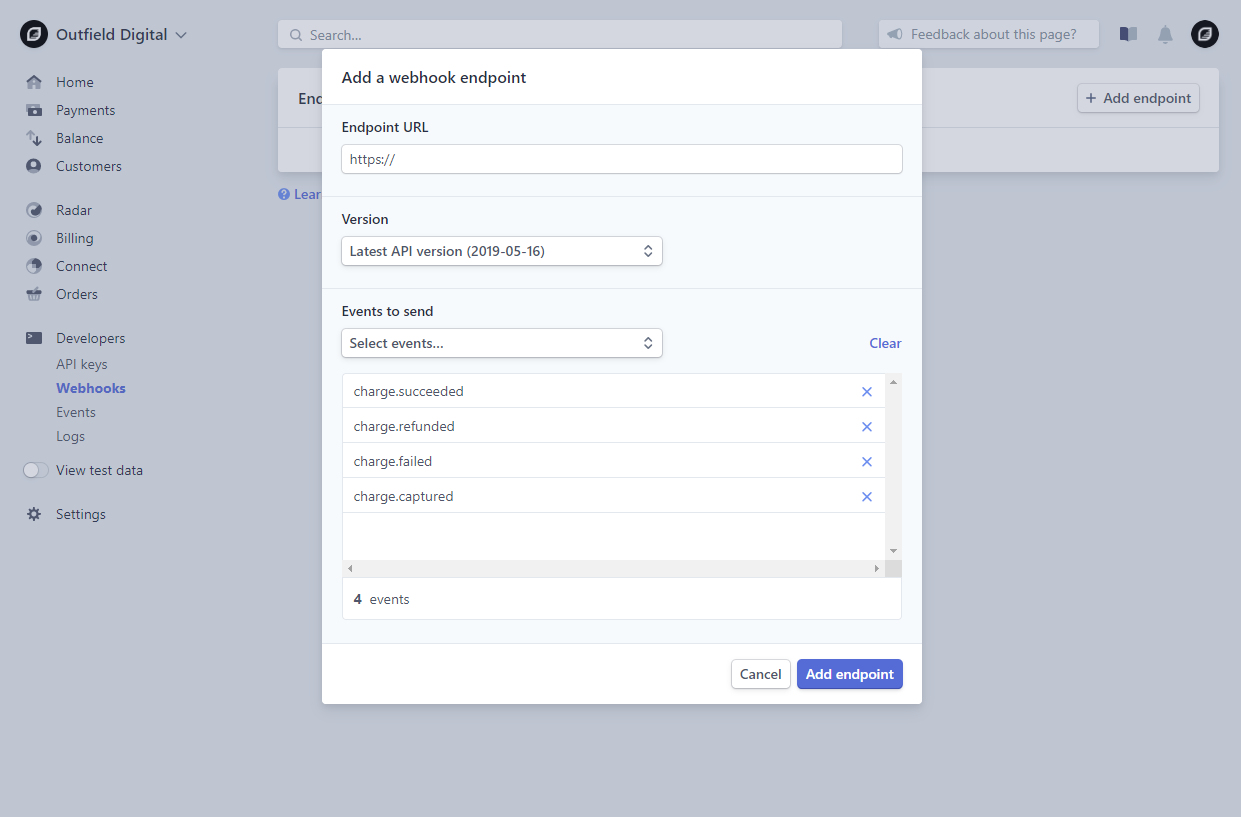 Outfield Digital
Search...
Feedback about this page?
Home
Payments
Balance
Customers
Radar
Billing
Connect
Orders
Developers
API keys
Webhooks
Events
Logs
View test data
Settings
+ Add endpoint
Add a webhook endpoint
Endpoint URL
https://
Version
Latest API version (2019-05-16)
Events to send
Select events...
Clear
charge.succeeded
charge.refunded
charge.failed
charge.captured
4 events
Cancel
Add endpoint